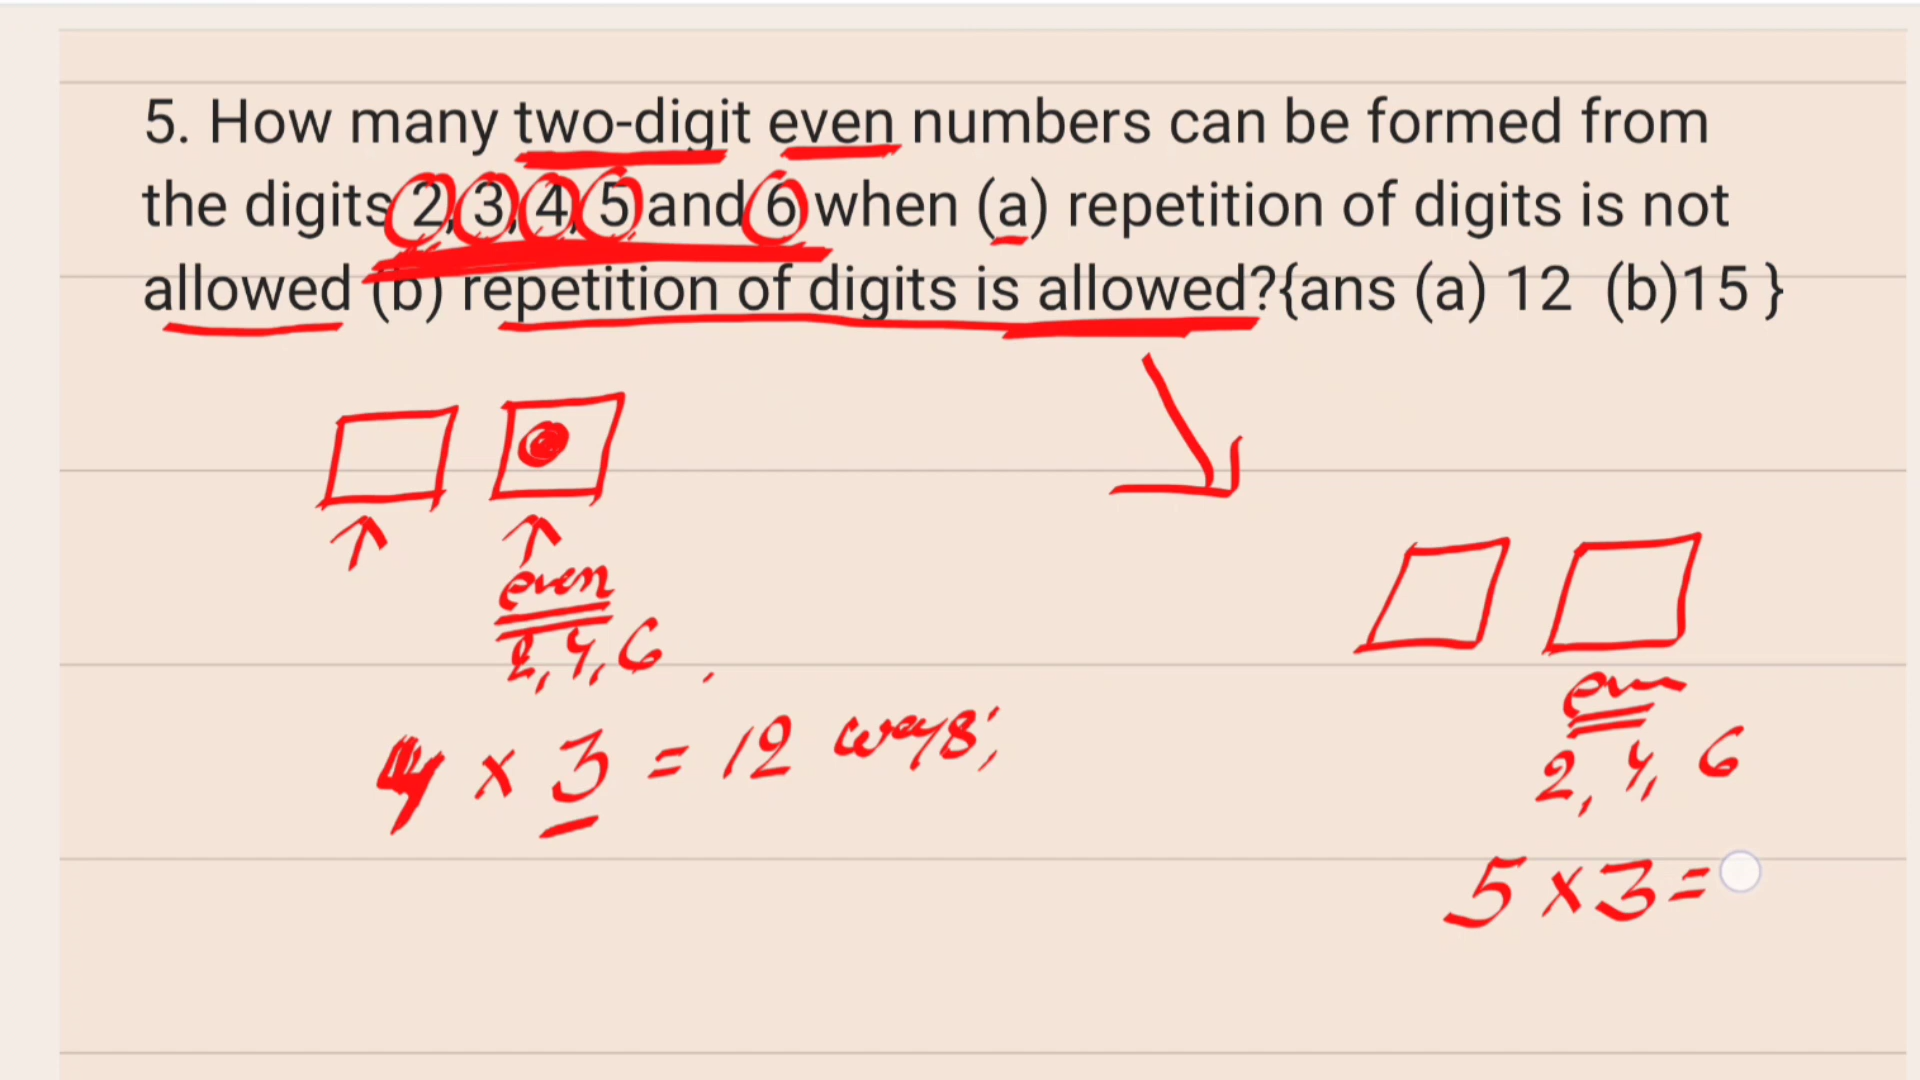 5. How many two-digit even numbers can be formed from
the digits 2, 3, 4, 5 and 6 when (a) repetition of digits is not
allowed (b) repetition of digits is allowed?{ans (a) 12 (b)15 }
even
2, 4, 6
4 x 3 = 12 ways;
even
2, 4, 6
5 x 3 =